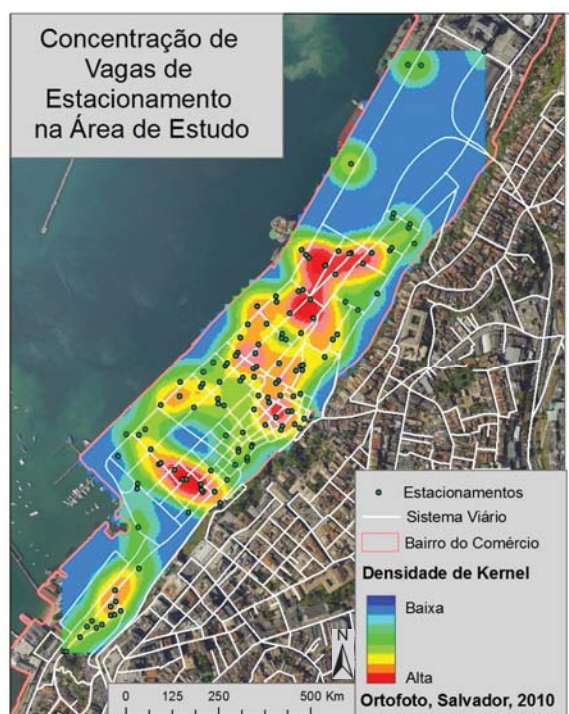 Concentração de
Vagas de
Estacionamento
na Área de Estudo
Estacionamentos
Sistema Viário
Bairro do Comércio
Densidade de Kernel
Baixa
Alta
N
0 125 250 500 Km
Ortofoto, Salvador, 2010